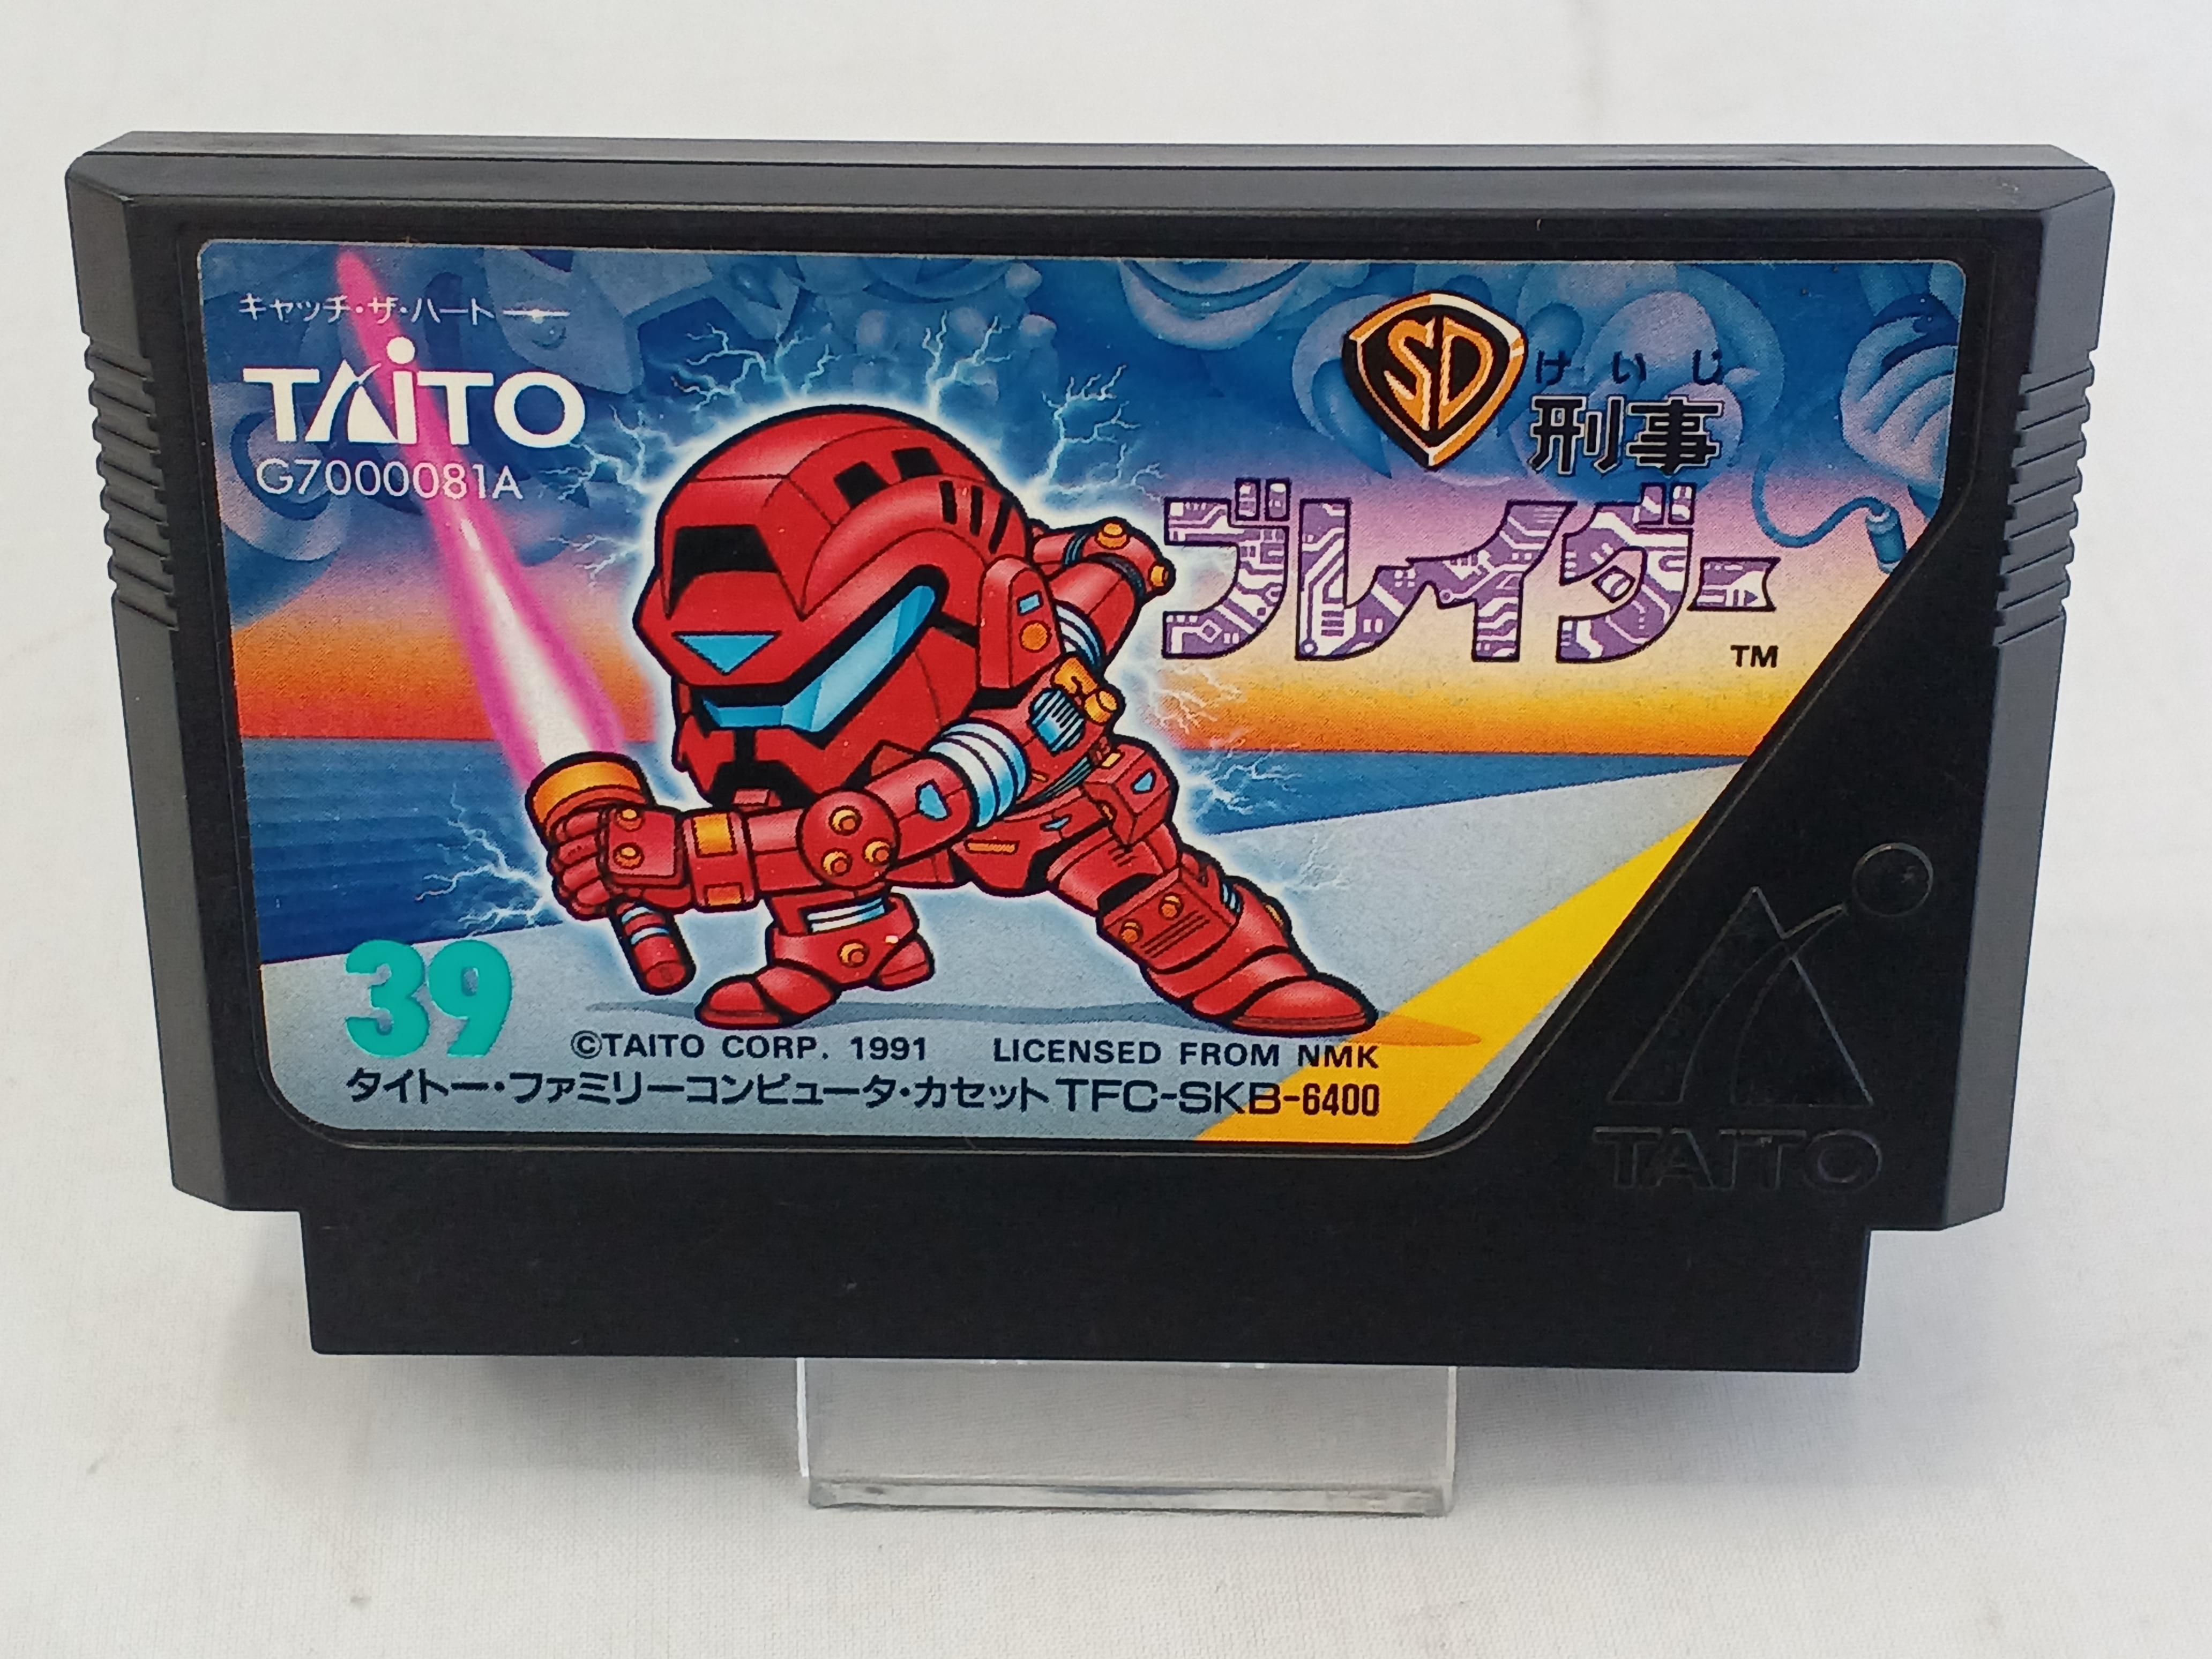 キャッチ・ザ・ハート
TAiTO
G7000081A
SD
けいじ
刑事
ブレイダー
TM
39
©TAITO CORP. 1991 LICENSED FROM NMK
タイトー・ファミリーコンピュータ・カセット TFC-SKB-6400
TAITO